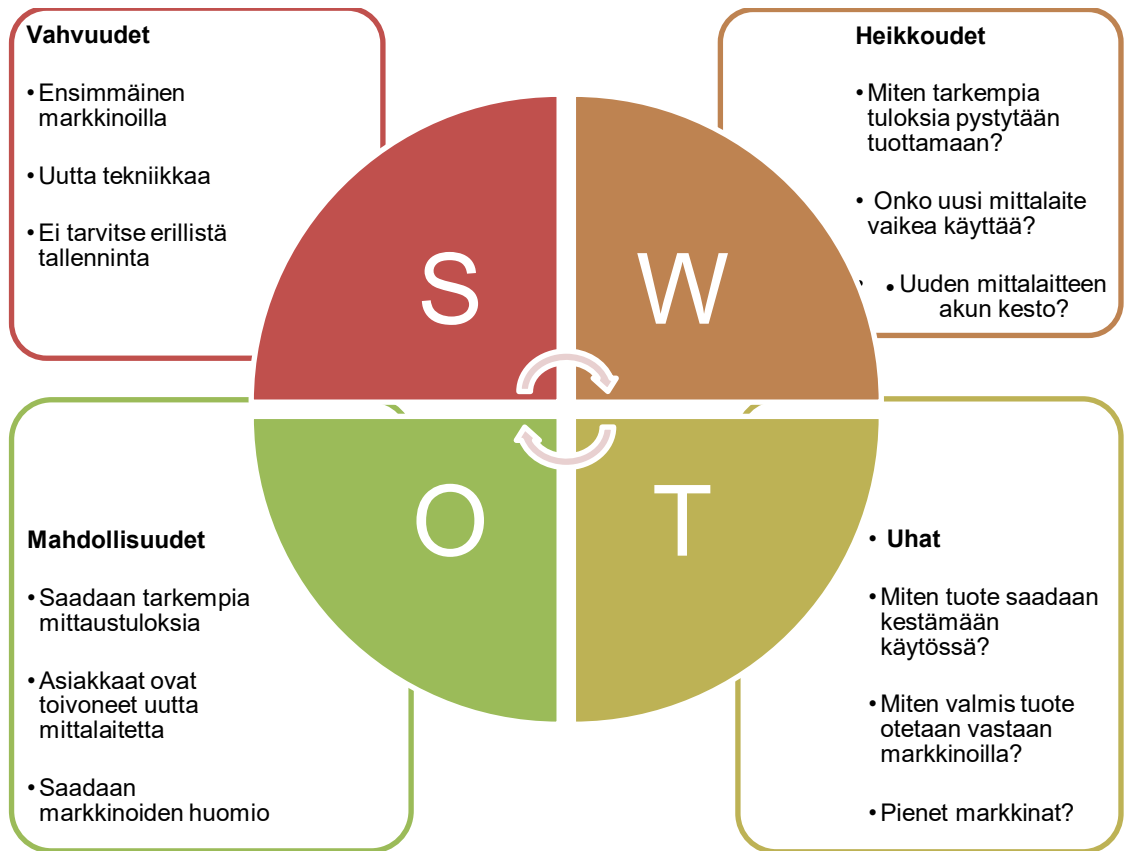 Vahvuudet
• Ensimmäinen
markkinoilla
• Uutta tekniikkaa
• Ei tarvitse erillistä
tallenninta
Heikkoudet
• Miten tarkempia
tuloksia pystytään
tuottamaan?
• Onko uusi mittalaite
vaikea käyttää?
• Uuden mittalaitteen
akun kesto?
S
W
O
T
Mahdollisuudet
• Saadaan tarkempia
mittaustuloksia
• Asiakkaat ovat
toivoneet uutta
mittalaitetta
• Saadaan
markkinoiden huomio
• Uhat
• Miten tuote saadaan
kestämään
käytössä?
• Miten valmis tuote
otetaan vastaan
markkinoilla?
• Pienet markkinat?